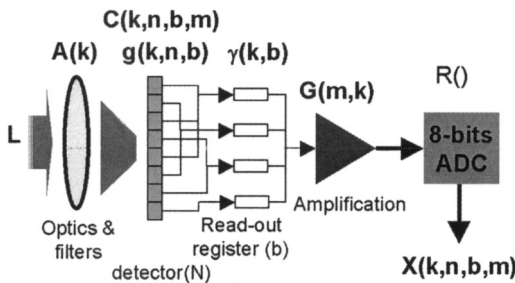 C(k,n,b,m)
A(k) g(k,n,b) γ(k,b)
G(m,k)
R()
L
8-bits
ADC
Optics &
filters
Read-out
register (b)
Amplification
detector(N)
X(k,n,b,m)